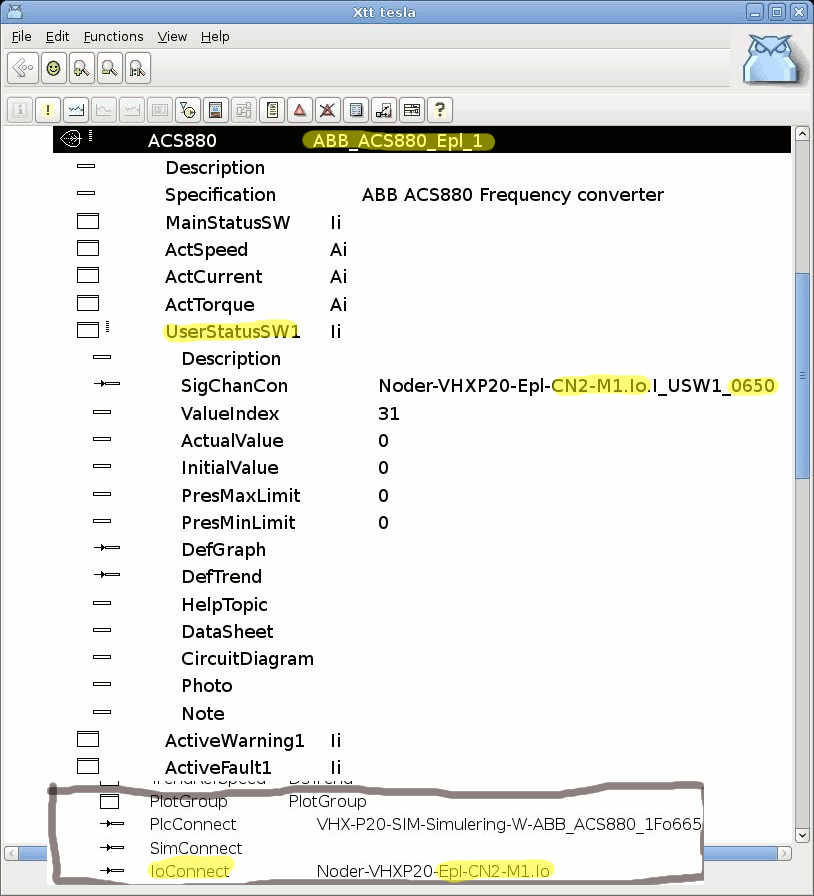 Xtt tesla
File Edit Functions View Help
ACS880 ABB_ACS880_Epl_1
Description
Specification ABB ACS880 Frequency converter
MainStatusSW Ii
ActSpeed Ai
ActCurrent Ai
ActTorque Ai
UserStatusSW1 Ii
Description
SigChanCon Noder-VHXP20-Epl-CN2-M1.Io.I_USW1_0650
ValueIndex 31
ActualValue 0
InitialValue 0
PresMaxLimit 0
PresMinLimit 0
DefGraph
DefTrend
HelpTopic
DataSheet
CircuitDiagram
Photo
Note
ActiveWarning1 Ii
ActiveFault1 Ii
PlotGroup PlotGroup
PlcConnect VHX-P20-SIM-Simulering-W-ABB_ACS880_1Fo665
SimConnect
IoConnect Noder-VHXP20-Epl-CN2-M1.Io